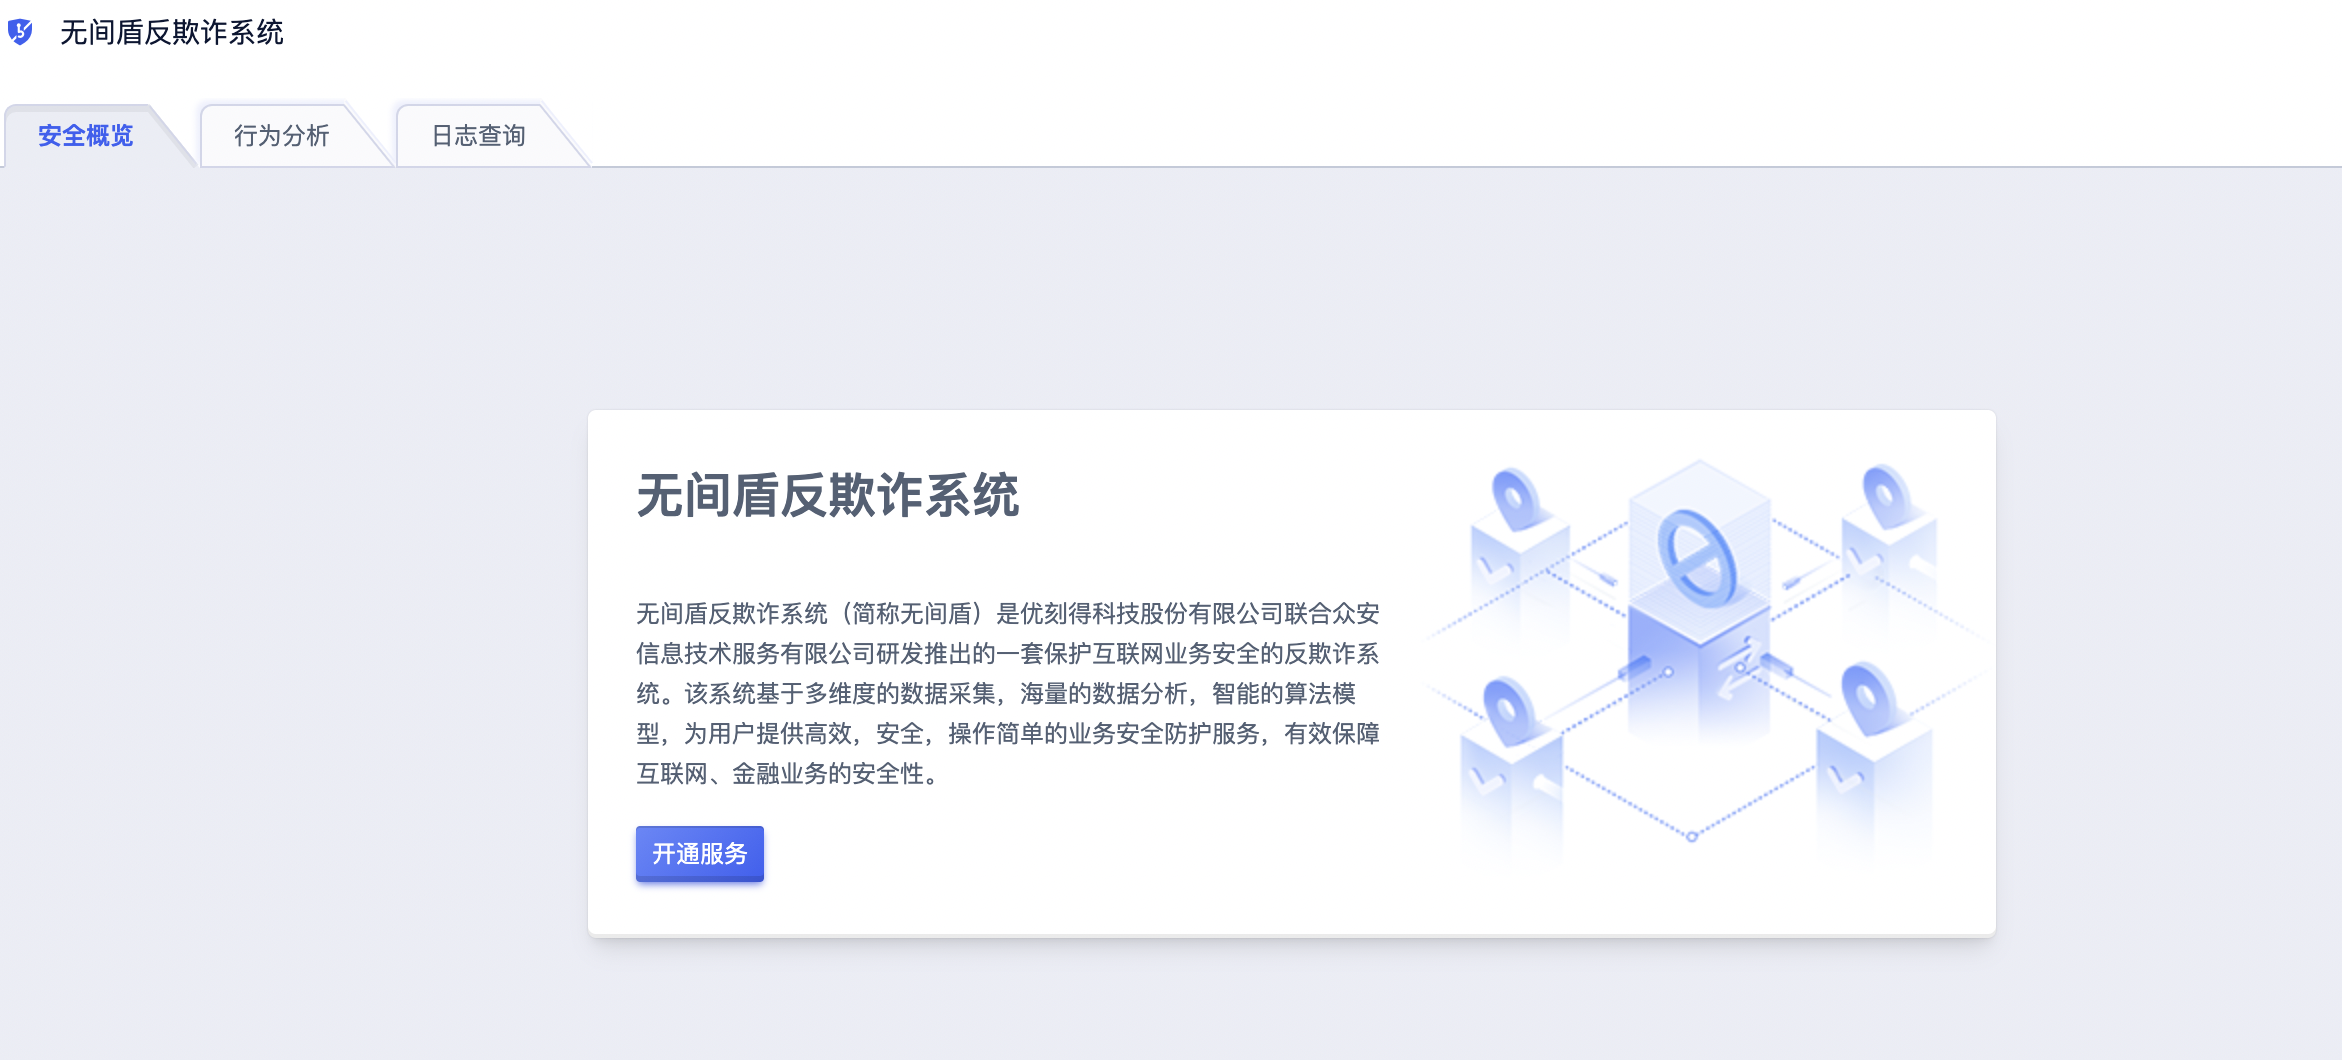 无间盾反欺诈系统
安全概览
行为分析
日志查询
无间盾反欺诈系统
无间盾反欺诈系统（简称无间盾）是优刻得科技股份有限公司联合众安
信息技术服务有限公司研发推出的一套保护互联网业务安全的反欺诈系
统。该系统基于多维度的数据采集，海量的数据分析，智能的算法模
型，为用户提供高效，安全，操作简单的业务安全防护服务，有效保障
互联网、金融业务的安全性。
开通服务